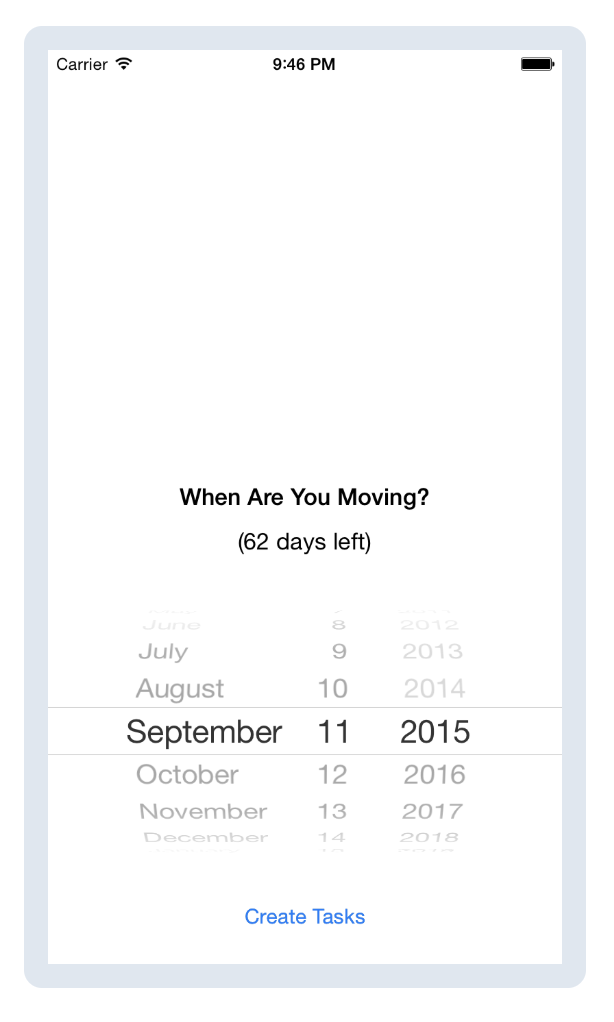 Carrier 9:46 PM
When Are You Moving?
(62 days left)
June 8 2012
July 9 2013
August 10 2014
September 11 2015
October 12 2016
November 13 2017
December 14 2018
Create Tasks